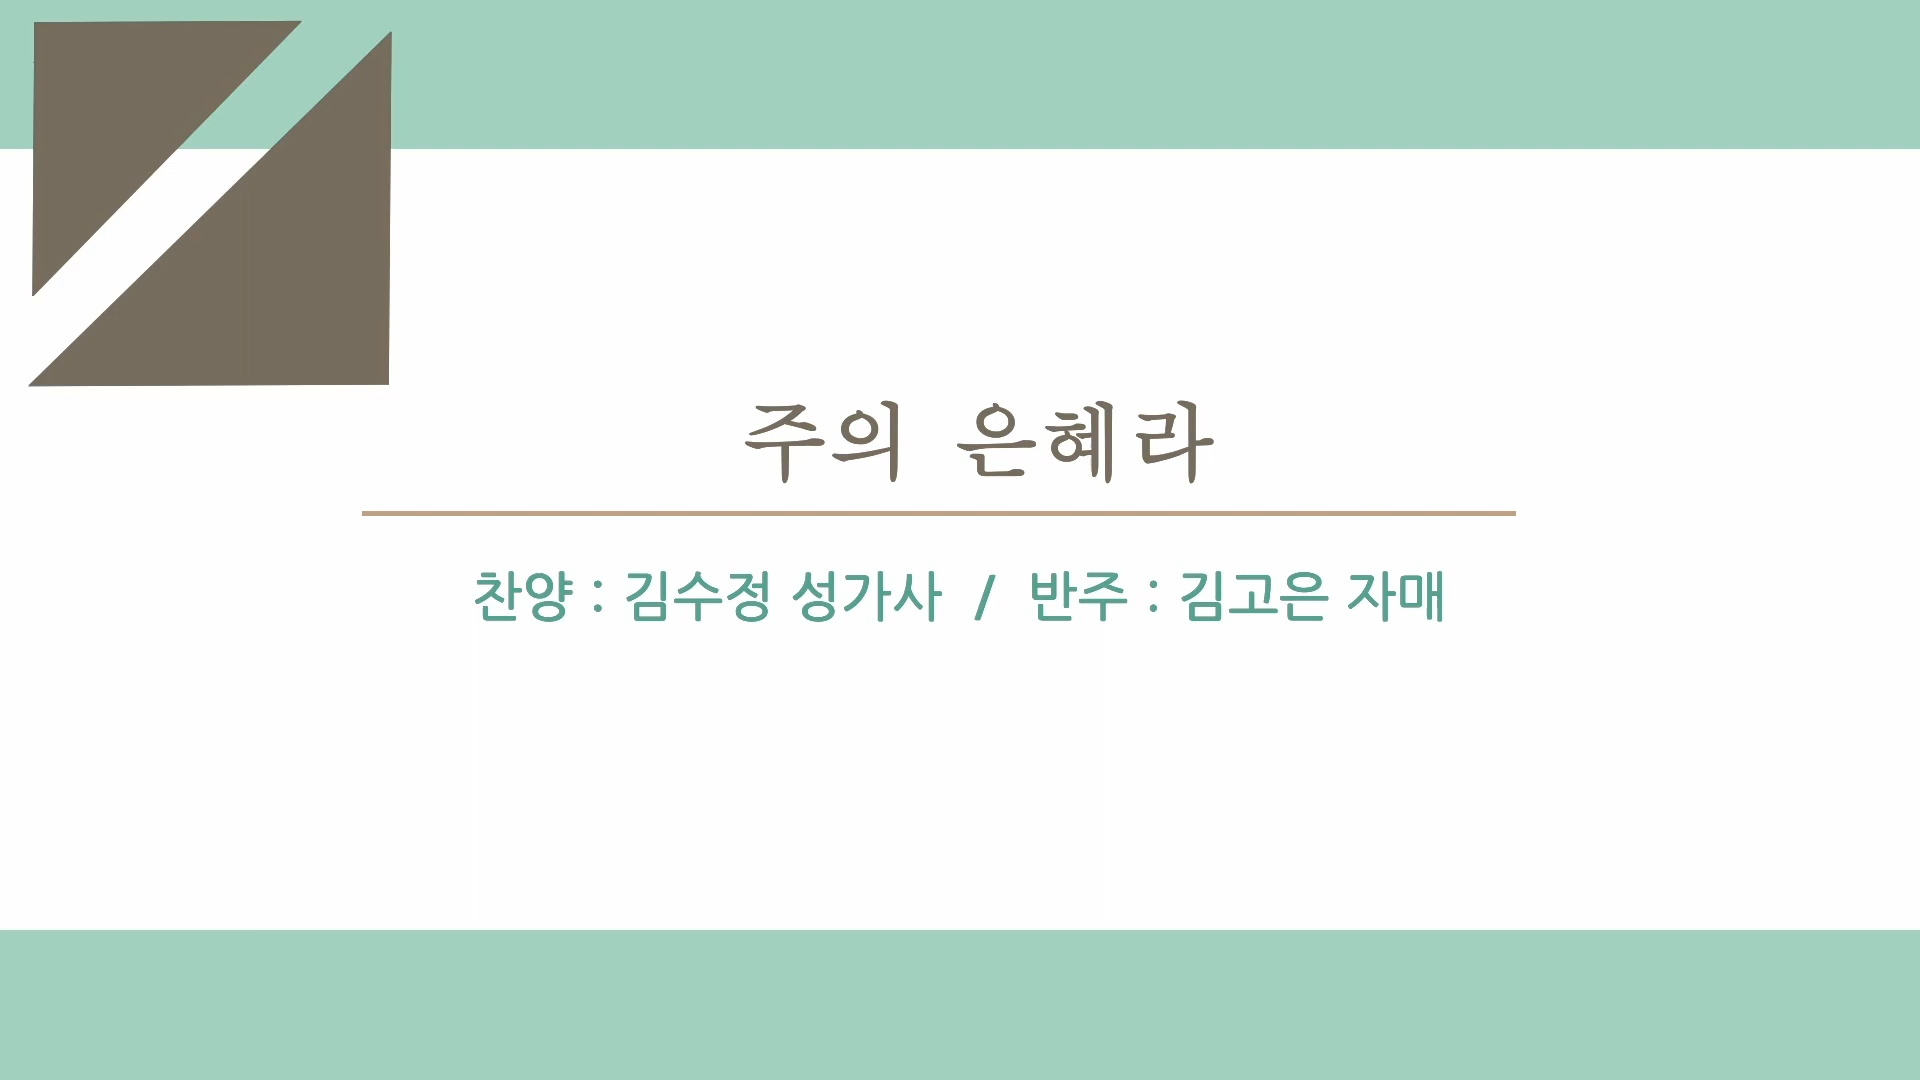 주의 은혜라
찬양 : 김수정 성가사 / 반주 : 김고은 자매